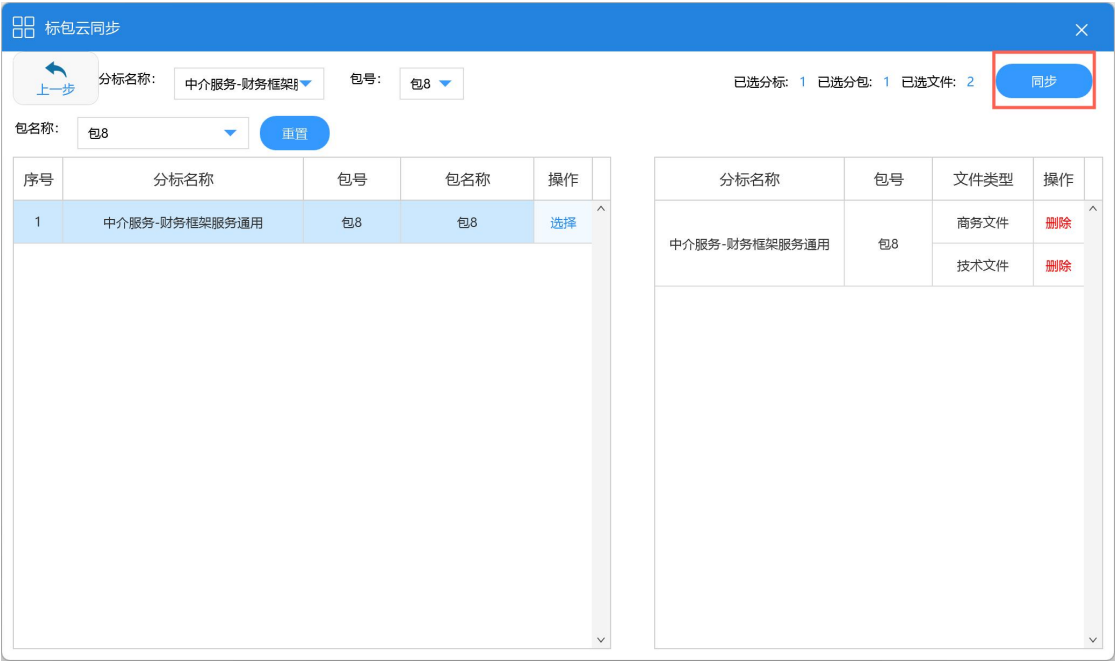 标包云同步
上一步 分标名称： 中介服务-财务框架服 包号： 包8 已选分标: 1 已选分包: 1 已选文件: 2 同步
包名称： 包8 重置
序号 分标名称 包号 包名称 操作 分标名称 包号 文件类型 操作
1 中介服务-财务框架服务通用 包8 包8 选择 中介服务-财务框架服务通用 包8 商务文件 删除
技术文件 删除